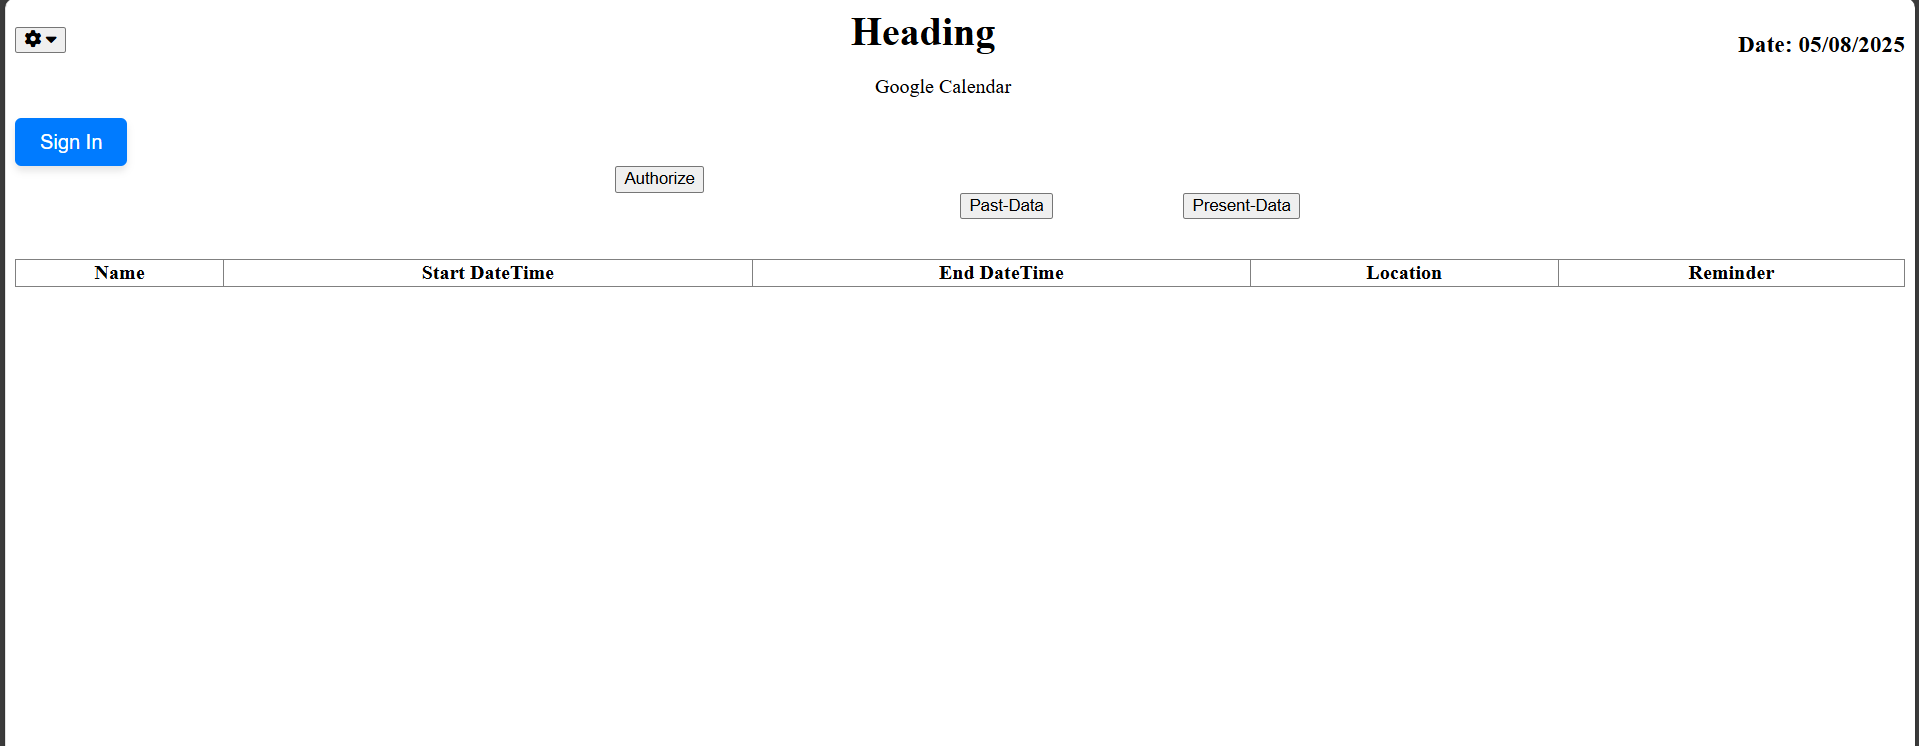 Heading
Date: 05/08/2025
Google Calendar
Sign In
Authorize
Past-Data Present-Data
Name Start DateTime End DateTime Location Reminder